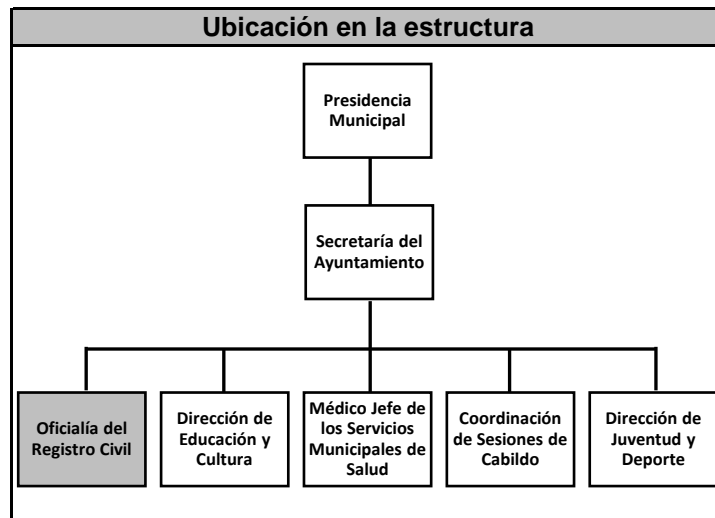 Ubicación en la estructura
Presidencia
Municipal
Secretaría del
Ayuntamiento
Oficialía del
Registro Civil
Dirección de
Educación y
Cultura
Médico Jefe de
los Servicios
Municipales de
Salud
Coordinación
de Sesiones de
Cabildo
Dirección de
Juventud y
Deporte